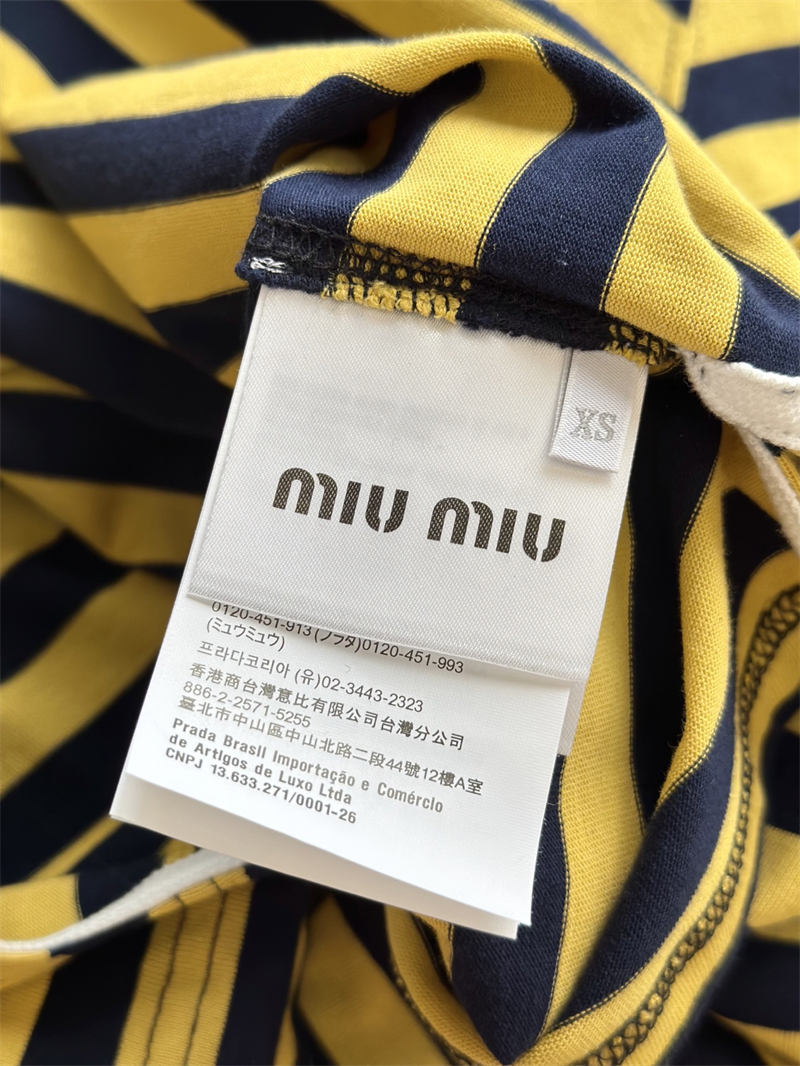 XS
miu miu
0120-451-913(プラダ)0120-451-993
(ミュウミュウ)
프라다코리아 (유)02-3443-2323
香港商台灣意比有限公司台灣分公司
886-2-2571-5255
臺北市中山區中山北路二段44號12樓A室
Prada Brasil Importação e Comércio
de Artigos de Luxo Ltda
CNPJ 13.633.271/0001-26